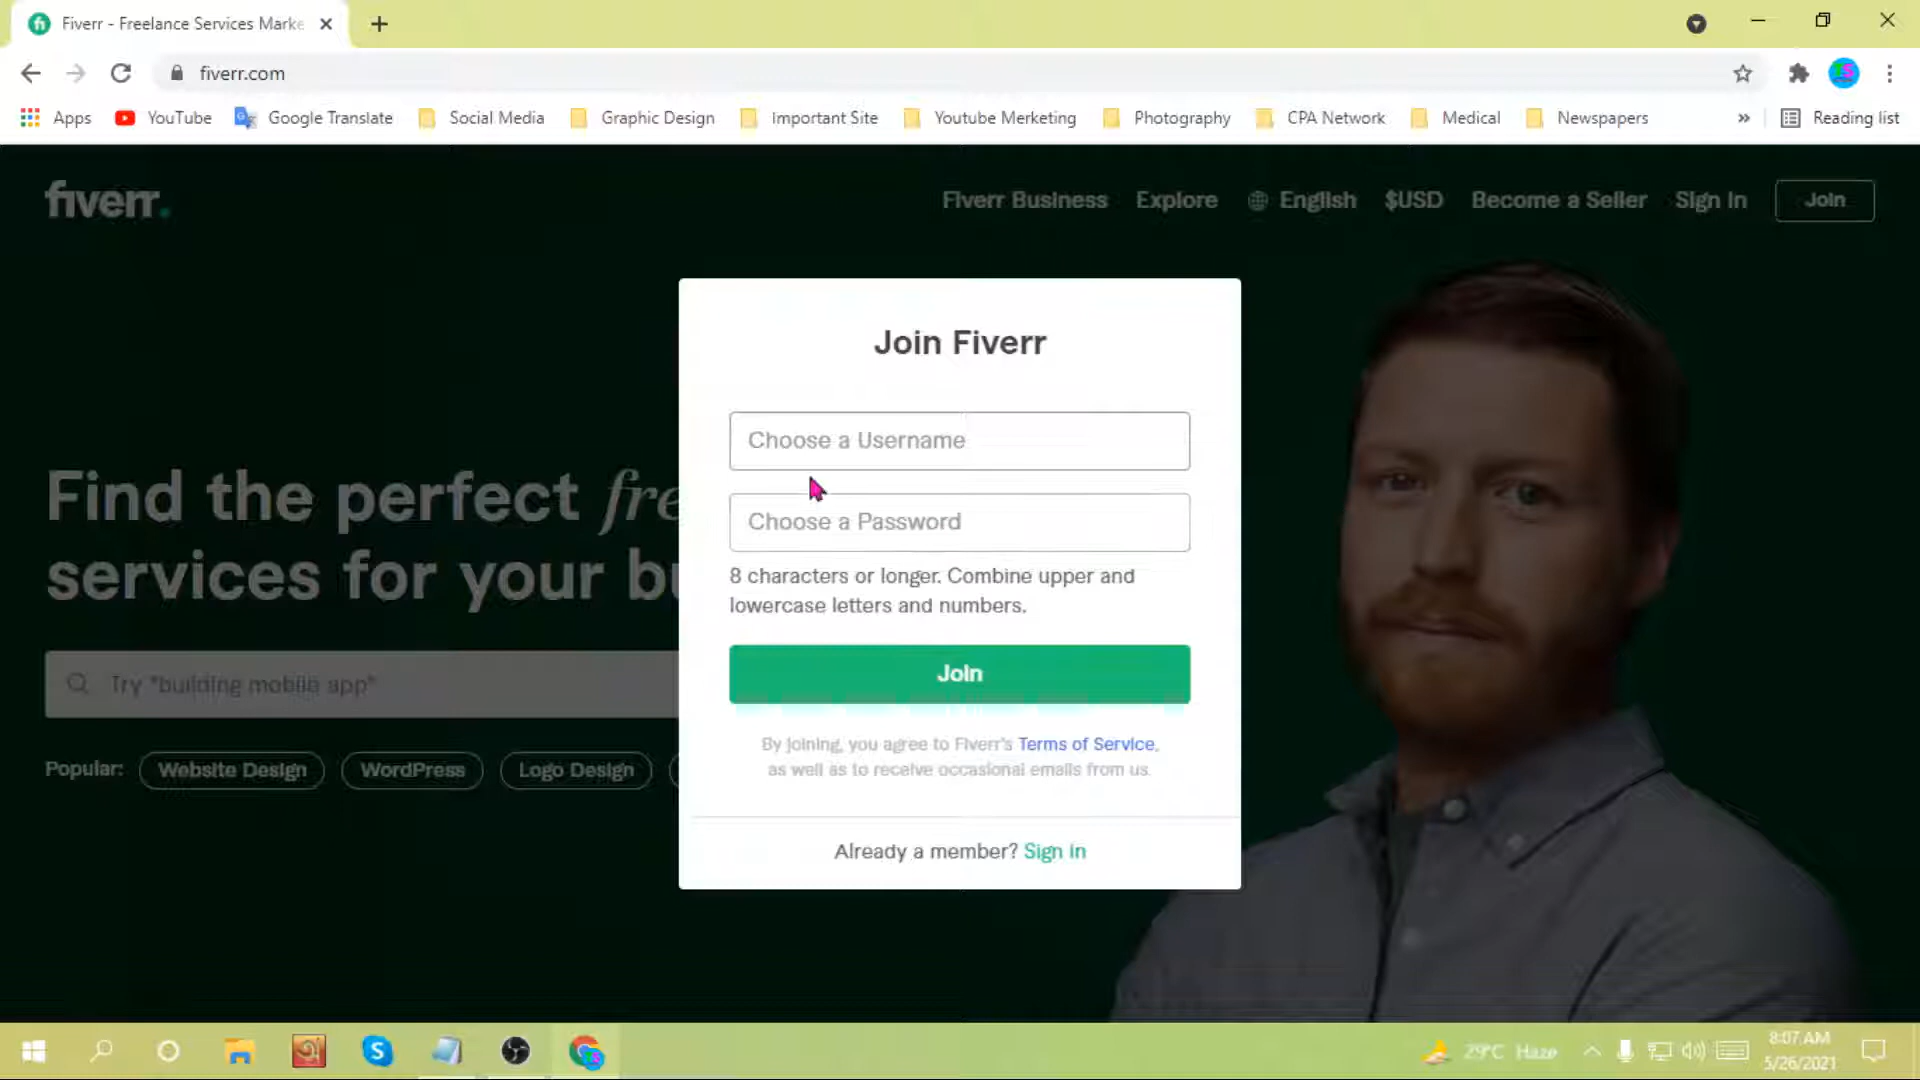 Fiverr - Freelance Services Marke
fiverr.com
Apps YouTube Google Translate Social Media Graphic Design Important Site Youtube Merketing Photography CPA Network Medical Newspapers » Reading list
fiverr. Fiverr Business Explore English $USD Become a Seller Sign In Join
Join Fiverr
Choose a Username
Choose a Password
8 characters or longer. Combine upper and
lowercase letters and numbers.
Join
By joining, you agree to Fiverr's Terms of Service,
as well as to receive occasional emails from us.
Already a member? Sign In
Find the perfect fre
services for your bu
Try "building mobile app"
Popular: Website Design WordPress Logo Design
29°C Haze
8:07 AM
5/26/2021